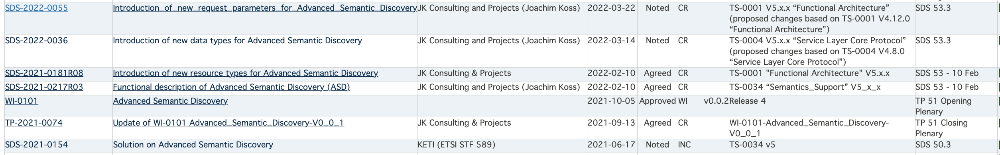 SDS-2022-0055 Introduction_of_new_request_parameters_for_Advanced_Semantic_Discovery JK Consulting and Projects (Joachim Koss) 2022-03-22 Noted CR TS-0001 V5.x.x “Functional Architecture” SDS 53.3
(proposed changes based on TS-0001 V4.12.0
“Functional Architecture”)
SDS-2022-0036 Introduction of new data types for Advanced Semantic Discovery JK Consulting and Projects (Joachim Koss) 2022-03-14 Noted CR TS-0004 V5.x.x “Service Layer Core Protocol” SDS 53.3
(proposed changes based on TS-0004 V4.8.0
“Service Layer Core Protocol”)
SDS-2021-0181R08 Introduction of new resource types for Advanced Semantic Discovery JK Consulting & Projects 2022-02-10 Agreed CR TS-0001 "Functional Architecture" V5.x.x SDS 53 - 10 Feb
SDS-2021-0217R03 Functional description of Advanced Semantic Discovery (ASD) JK Consulting and Projects (Joachim Koss) 2022-02-10 Agreed CR TS-0034 “Semantics_Support” V5_x_x SDS 53 - 10 Feb
WI-0101 Advanced Semantic Discovery 2021-10-05 Approved WI v0.0.2 Release 4 TP 51 Opening
Plenary
TP-2021-0074 Update of WI-0101 Advanced_Semantic_Discovery-V0_0_1 JK Consulting & Projects 2021-09-13 Agreed CR WI-0101-Advanced_Semantic_Discovery- TP 51 Closing
V0_0_1 Plenary
SDS-2021-0154 Solution on Advanced Semantic Discovery KETI (ETSI STF 589) 2021-06-17 Noted INC TS-0034 v5 SDS 50.3